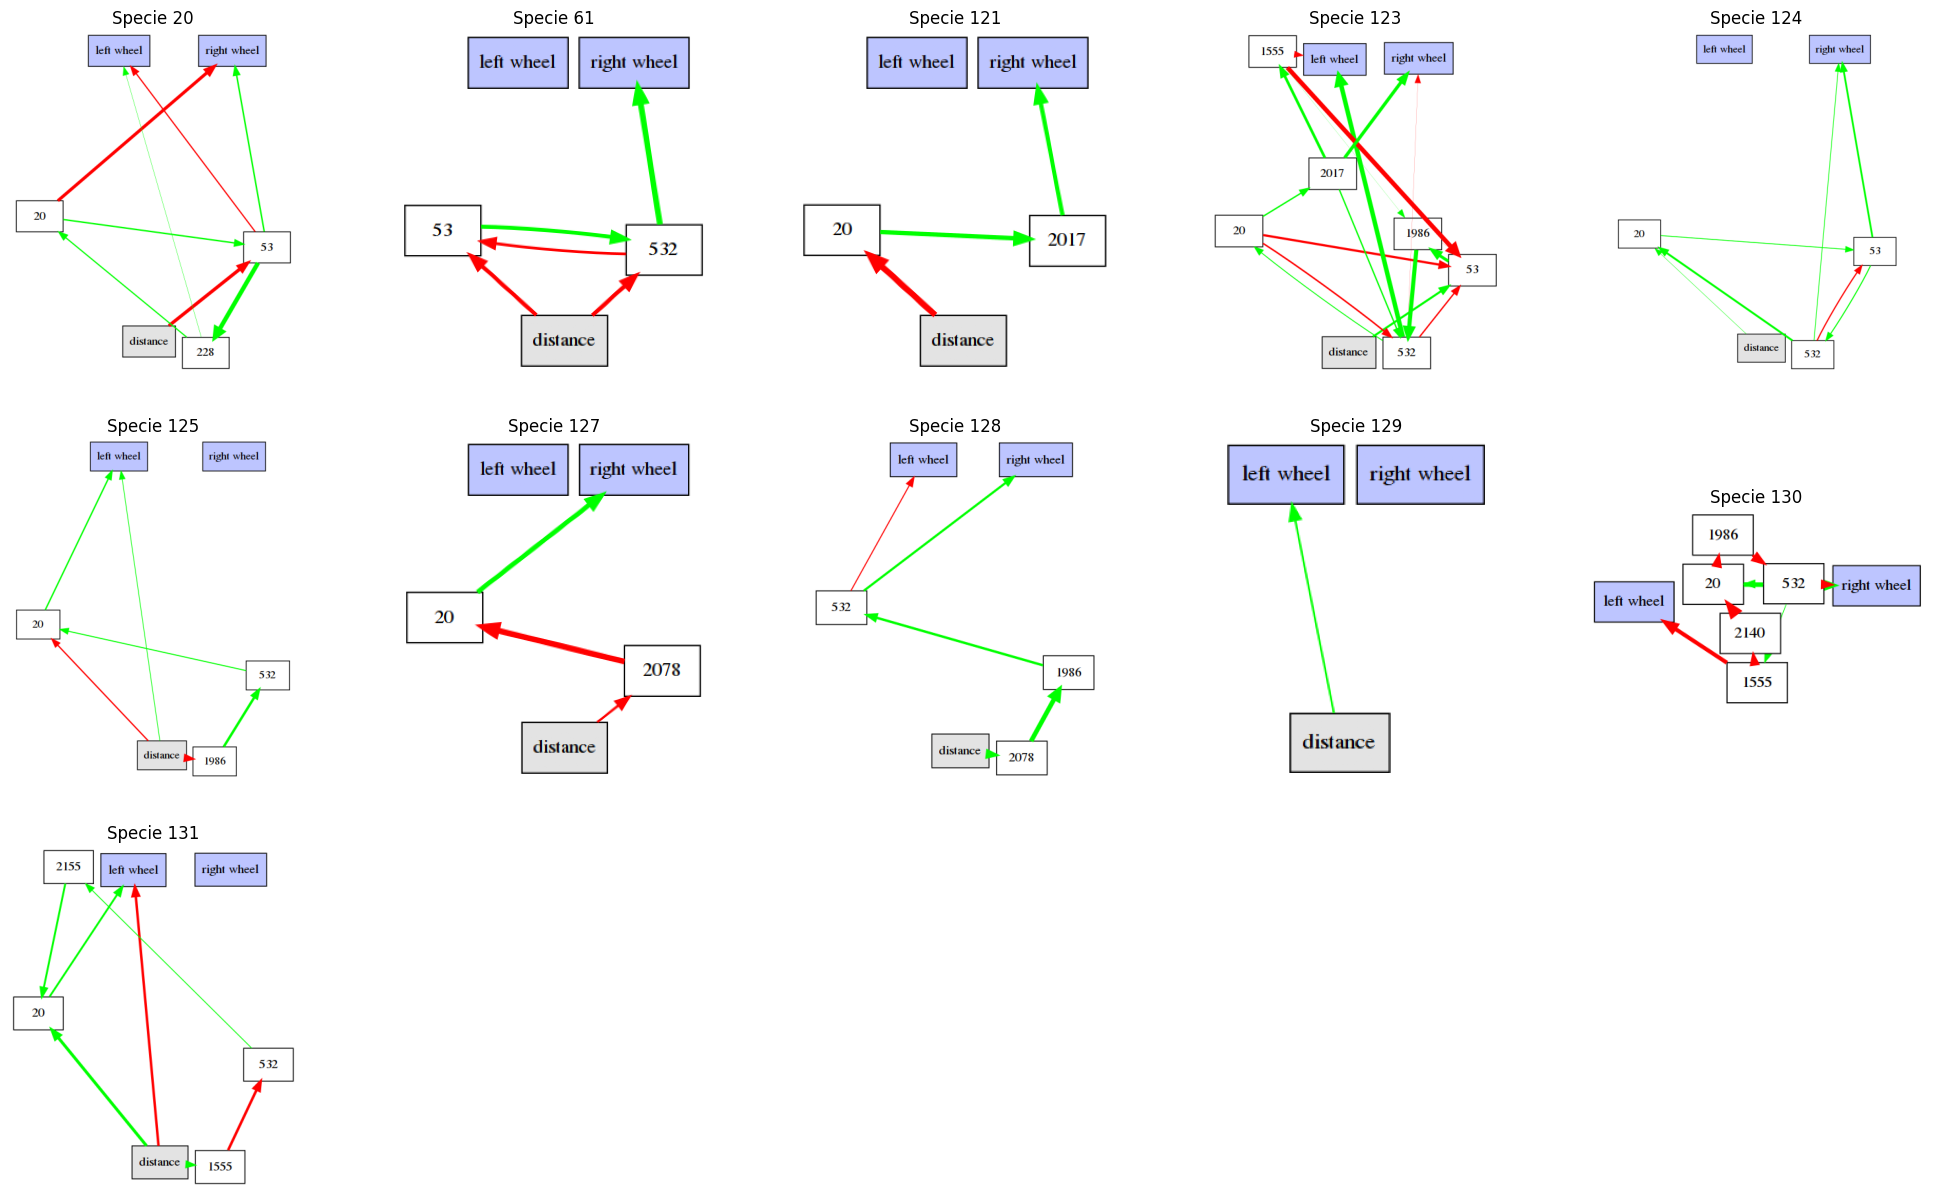 Specie 20
left wheel
right wheel
20
53
distance
228
Specie 61
left wheel
right wheel
53
532
distance
Specie 121
left wheel
right wheel
20
2017
distance
Specie 123
1555
left wheel
right wheel
2017
20
1986
53
distance
532
Specie 124
left wheel
right wheel
20
53
distance
532
Specie 125
left wheel
right wheel
20
532
distance
1986
Specie 127
left wheel
right wheel
20
2078
distance
Specie 128
left wheel
right wheel
532
1986
distance
2078
Specie 129
left wheel
right wheel
distance
Specie 130
1986
20
532
right wheel
left wheel
2140
1555
Specie 131
2155
left wheel
right wheel
20
532
distance
1555